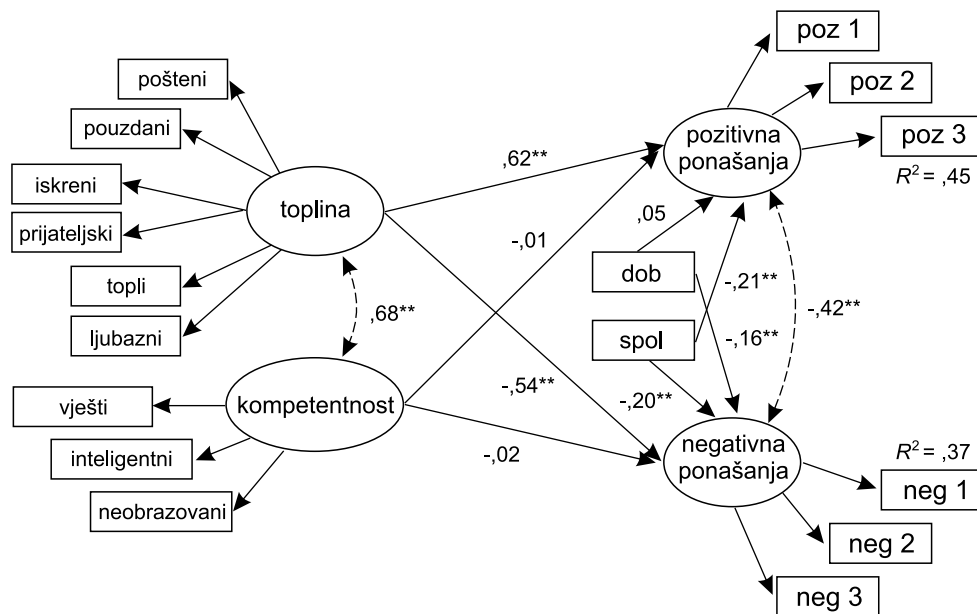 poz 1
pošteni
poz 2
pouzdani
pozitivna
ponašanja
poz 3
,62**
R² = ,45
iskreni
toplina
,05
prijateljski
-,01
topli
dob
-,21**
ljubazni
,68**
spol
-,16**
-,42**
-,54**
-,20**
vješti
kompetentnost
negativna
ponašanja
R² = ,37
inteligentni
-,02
neg 1
neobrazovani
neg 2
neg 3